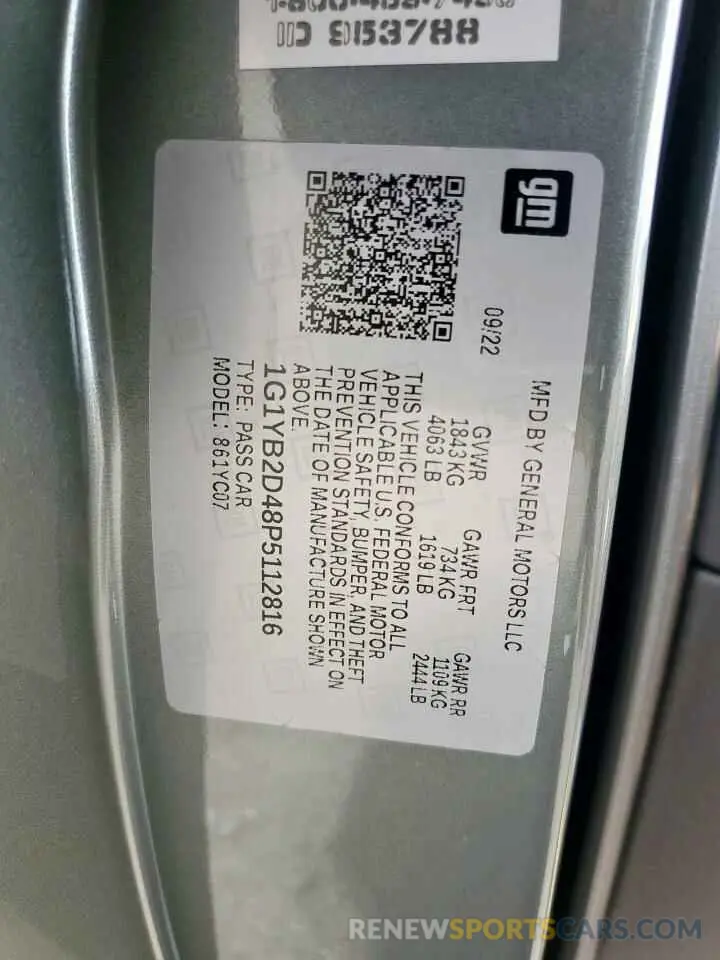 gm
MFD BY GENERAL MOTORS LLC
09/22
GVWR GAWR FRT GAWR RR
1843 KG 734 KG 1109 KG
4063 LB 1619 LB 2444 LB
THIS VEHICLE CONFORMS TO ALL
APPLICABLE U.S. FEDERAL MOTOR
VEHICLE SAFETY, BUMPER, AND THEFT
PREVENTION STANDARDS IN EFFECT ON
THE DATE OF MANUFACTURE SHOWN
ABOVE.
1G1YB2D48P5112816
TYPE: PASS CAR
MODEL: 861YC07
RENEWSPORTSCARS.COM